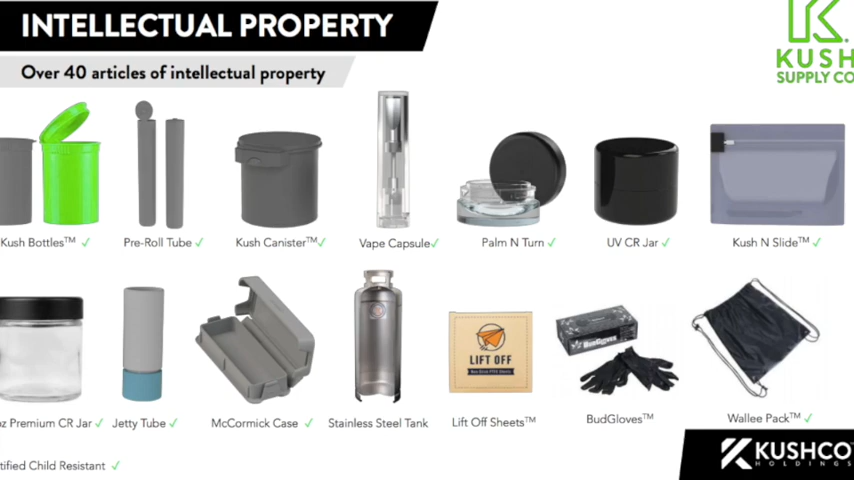 INTELLECTUAL PROPERTY
Over 40 articles of intellectual property
KUSH
SUPPLY CO
Kush Bottles™ ✓
Pre-Roll Tube ✓
Kush Canister™ ✓
Vape Capsule ✓
Palm N Turn ✓
UV CR Jar ✓
Kush N Slide™ ✓
LIFT OFF
BudGloves
oz Premium CR Jar ✓
Jetty Tube ✓
McCormick Case ✓
Stainless Steel Tank
Lift Off Sheets™
BudGloves™
Wallee Pack™ ✓
tified Child Resistant ✓
KUSHCO
HOLDINGS